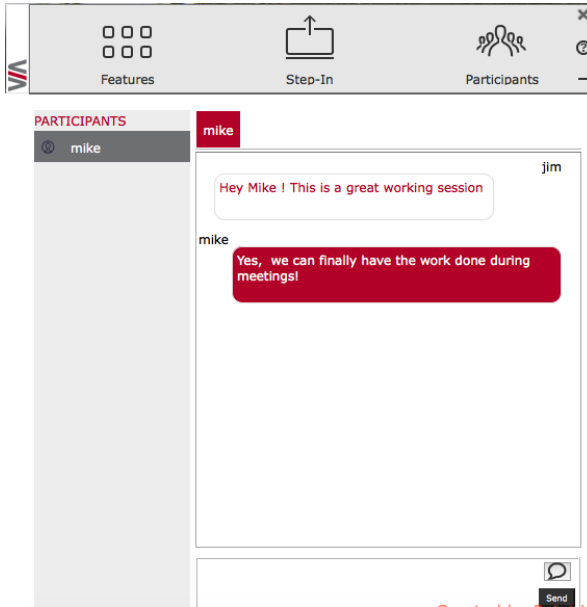 Features
Step-In
Participants
PARTICIPANTS
mike
mike
jim
Hey Mike ! This is a great working session
mike
Yes,  we can finally have the work done during
meetings!
Send